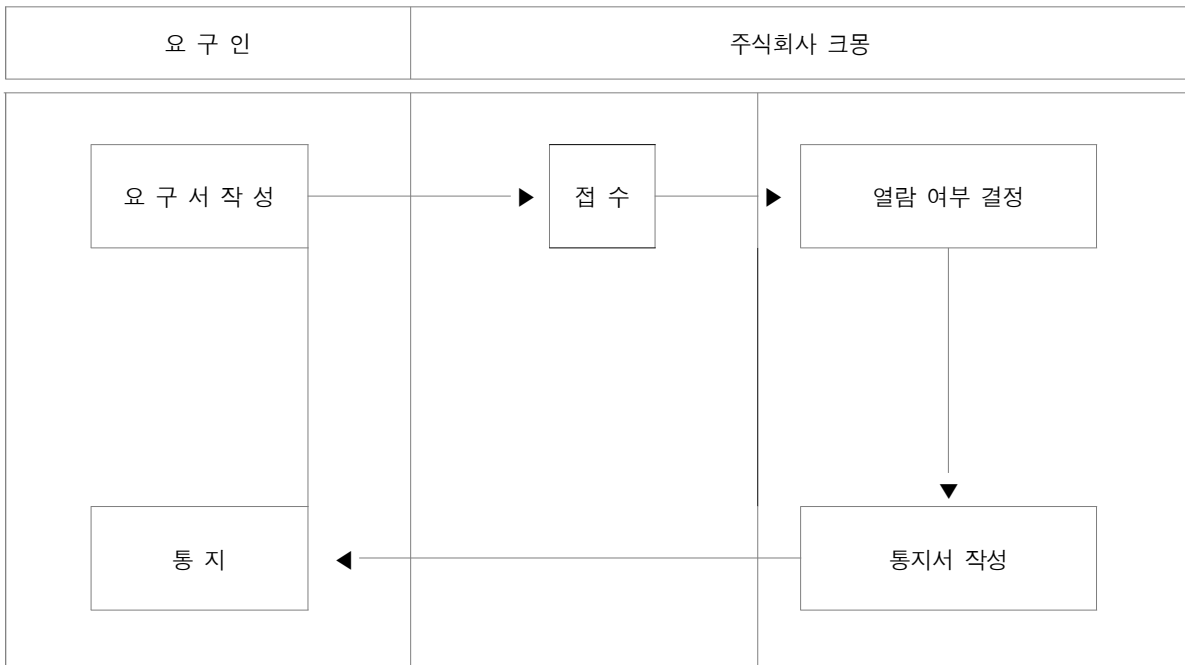 요 구 인
주식회사 크몽
요 구 서 작 성
접 수
열람 여부 결정
통 지
통지서 작성